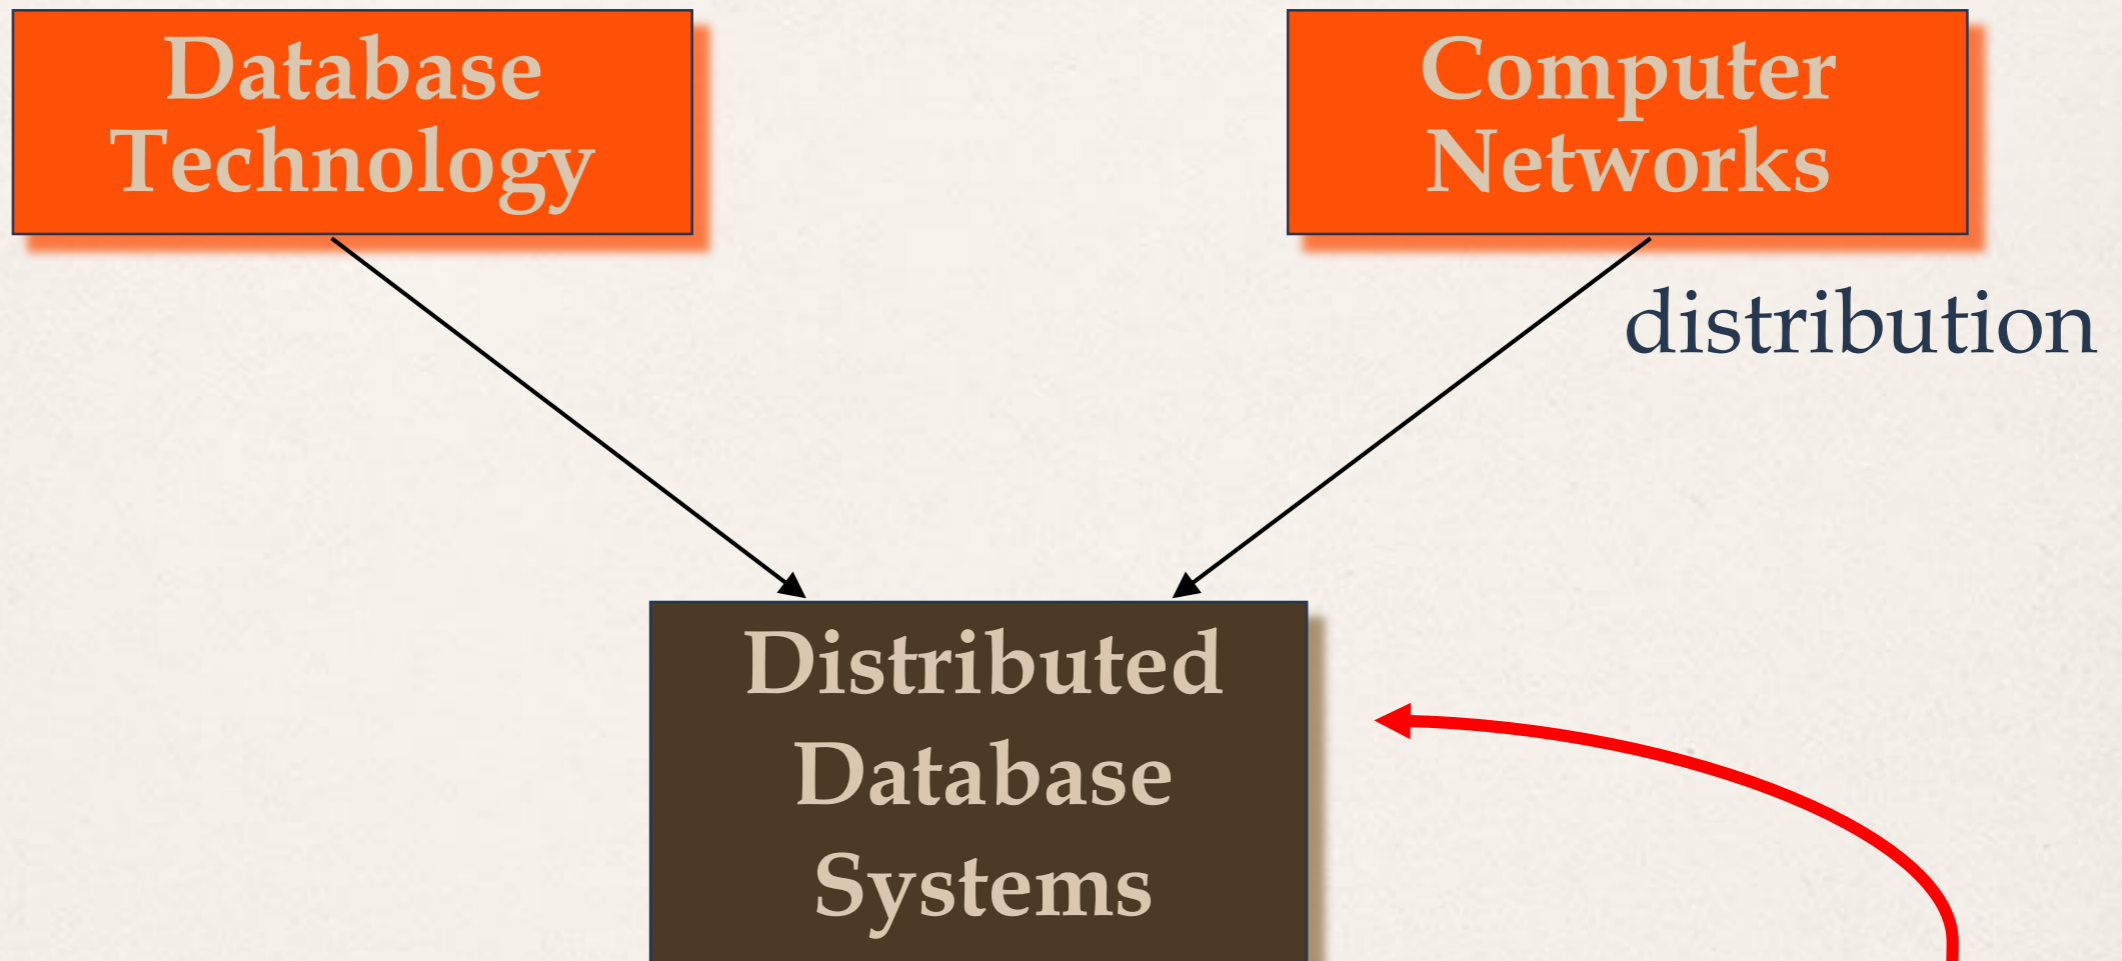 Database
Technology
Computer
Networks
distribution
Distributed
Database
Systems